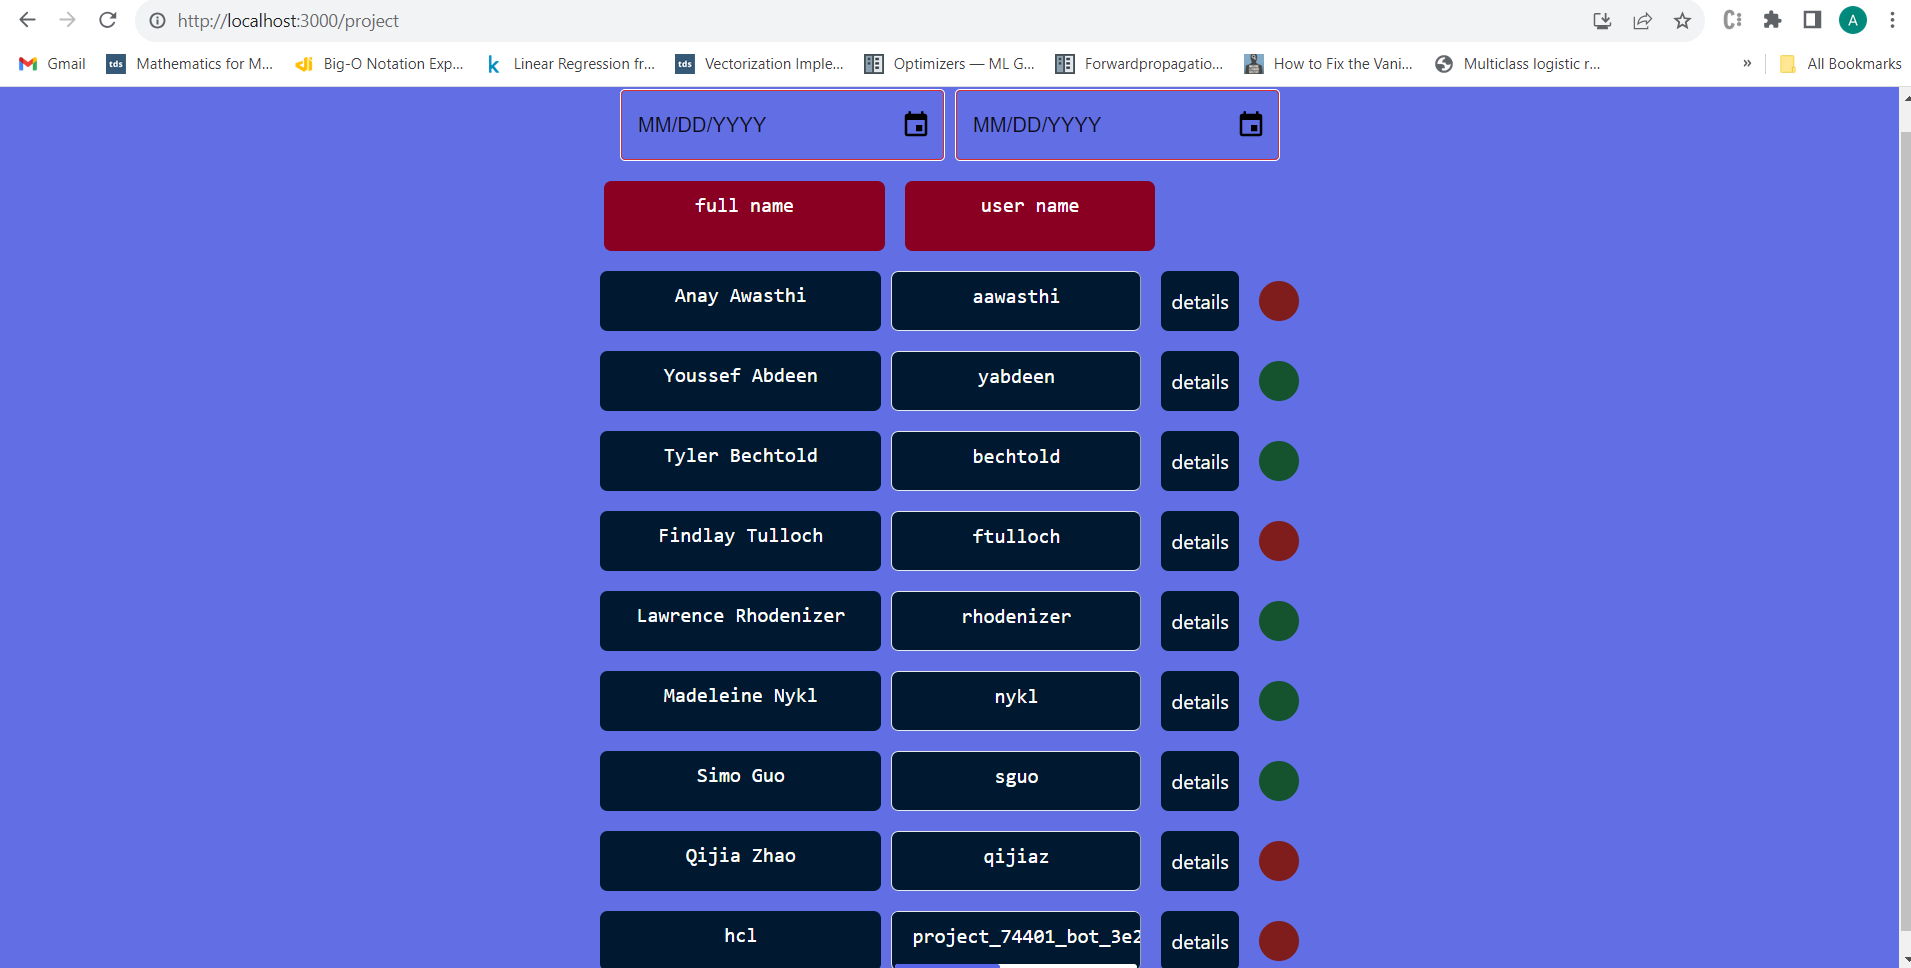 http://localhost:3000/project
A
Gmail
tds Mathematics for M...
Big-O Notation Exp...
k Linear Regression fr...
tds Vectorization Imple...
Optimizers — ML G...
Forwardpropagatio...
How to Fix the Vani...
Multiclass logistic r...
»
All Bookmarks
MM/DD/YYYY MM/DD/YYYY
full name user name
Anay Awasthi aawasthi details
Youssef Abdeen yabdeen details
Tyler Bechtold bechtold details
Findlay Tulloch ftulloch details
Lawrence Rhodenizer rhodenizer details
Madeleine Nykl nykl details
Simo Guo sguo details
Qijia Zhao qijiaz details
hcl project_74401_bot_3e2 details